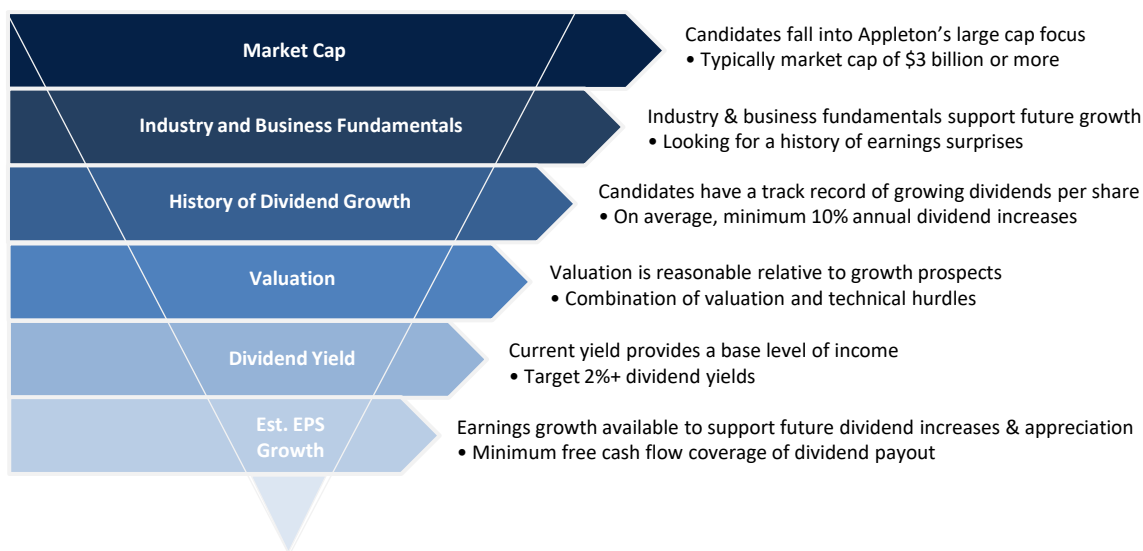 Market Cap
Candidates fall into Appleton’s large cap focus
• Typically market cap of $3 billion or more
Industry and Business Fundamentals
Industry & business fundamentals support future growth
• Looking for a history of earnings surprises
History of Dividend Growth
Candidates have a track record of growing dividends per share
• On average, minimum 10% annual dividend increases
Valuation
Valuation is reasonable relative to growth prospects
• Combination of valuation and technical hurdles
Dividend Yield
Current yield provides a base level of income
• Target 2%+ dividend yields
Est. EPS
Growth
Earnings growth available to support future dividend increases & appreciation
• Minimum free cash flow coverage of dividend payout